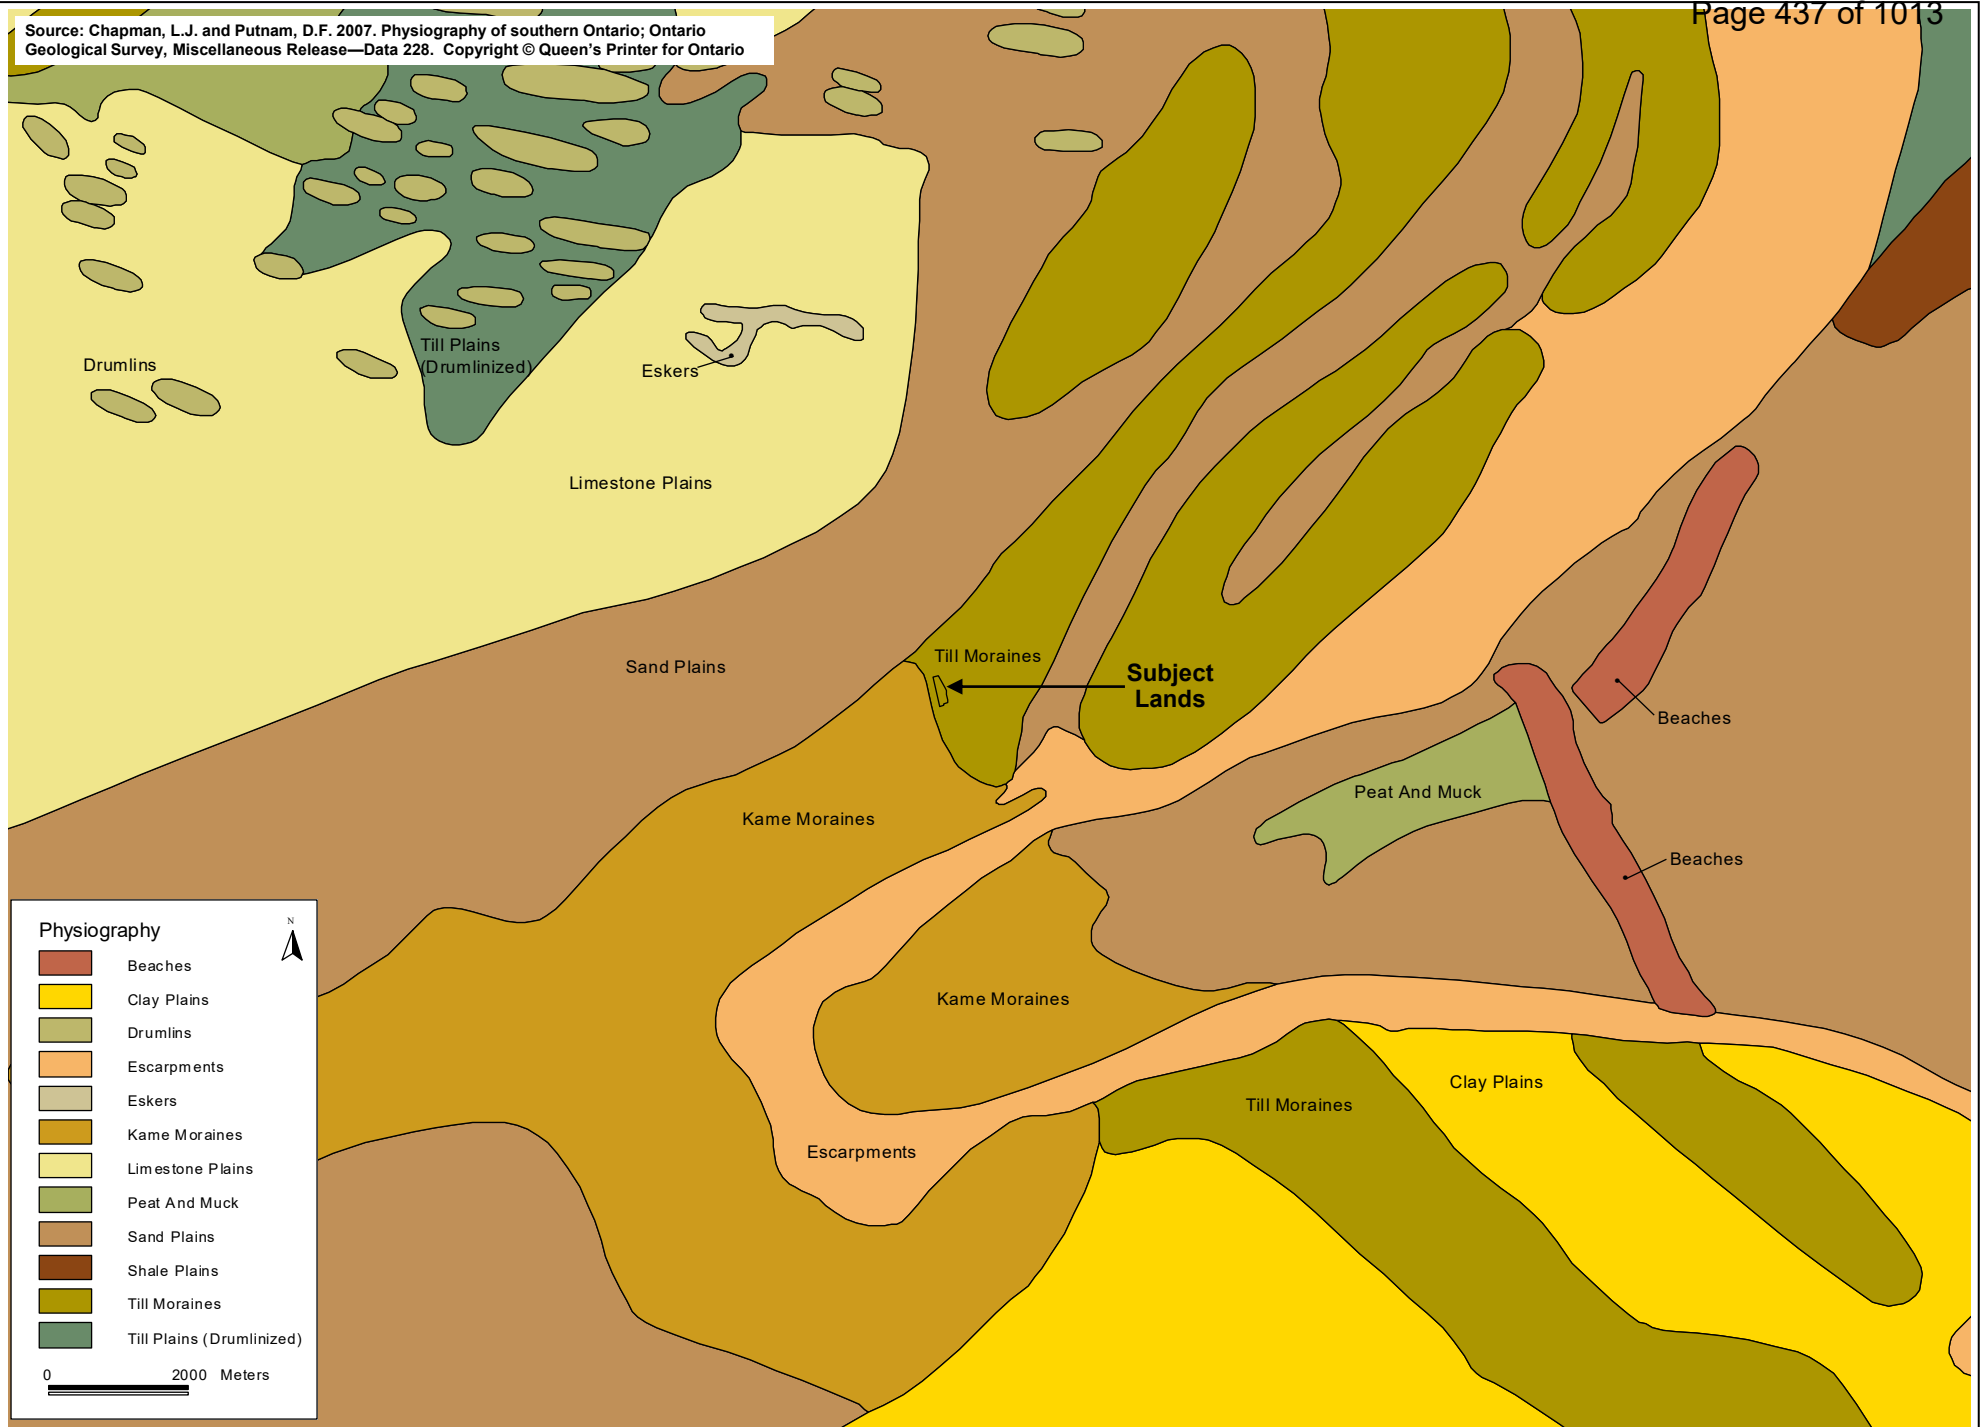 Page 437 of 1013
Source: Chapman, L.J. and Putnam, D.F. 2007. Physiography of southern Ontario; Ontario
Geological Survey, Miscellaneous Release—Data 228. Copyright © Queen's Printer for Ontario
Drumlins
Till Plains
(Drumlinized)
Eskers
Limestone Plains
Sand Plains
Till Moraines
Subject
Lands
Beaches
Peat And Muck
Kame Moraines
Beaches
Kame Moraines
Clay Plains
Till Moraines
Escarpments
Physiography
N
Beaches
Clay Plains
Drumlins
Escarpments
Eskers
Kame Moraines
Limestone Plains
Peat And Muck
Sand Plains
Shale Plains
Till Moraines
Till Plains (Drumlinized)
0 2000 Meters